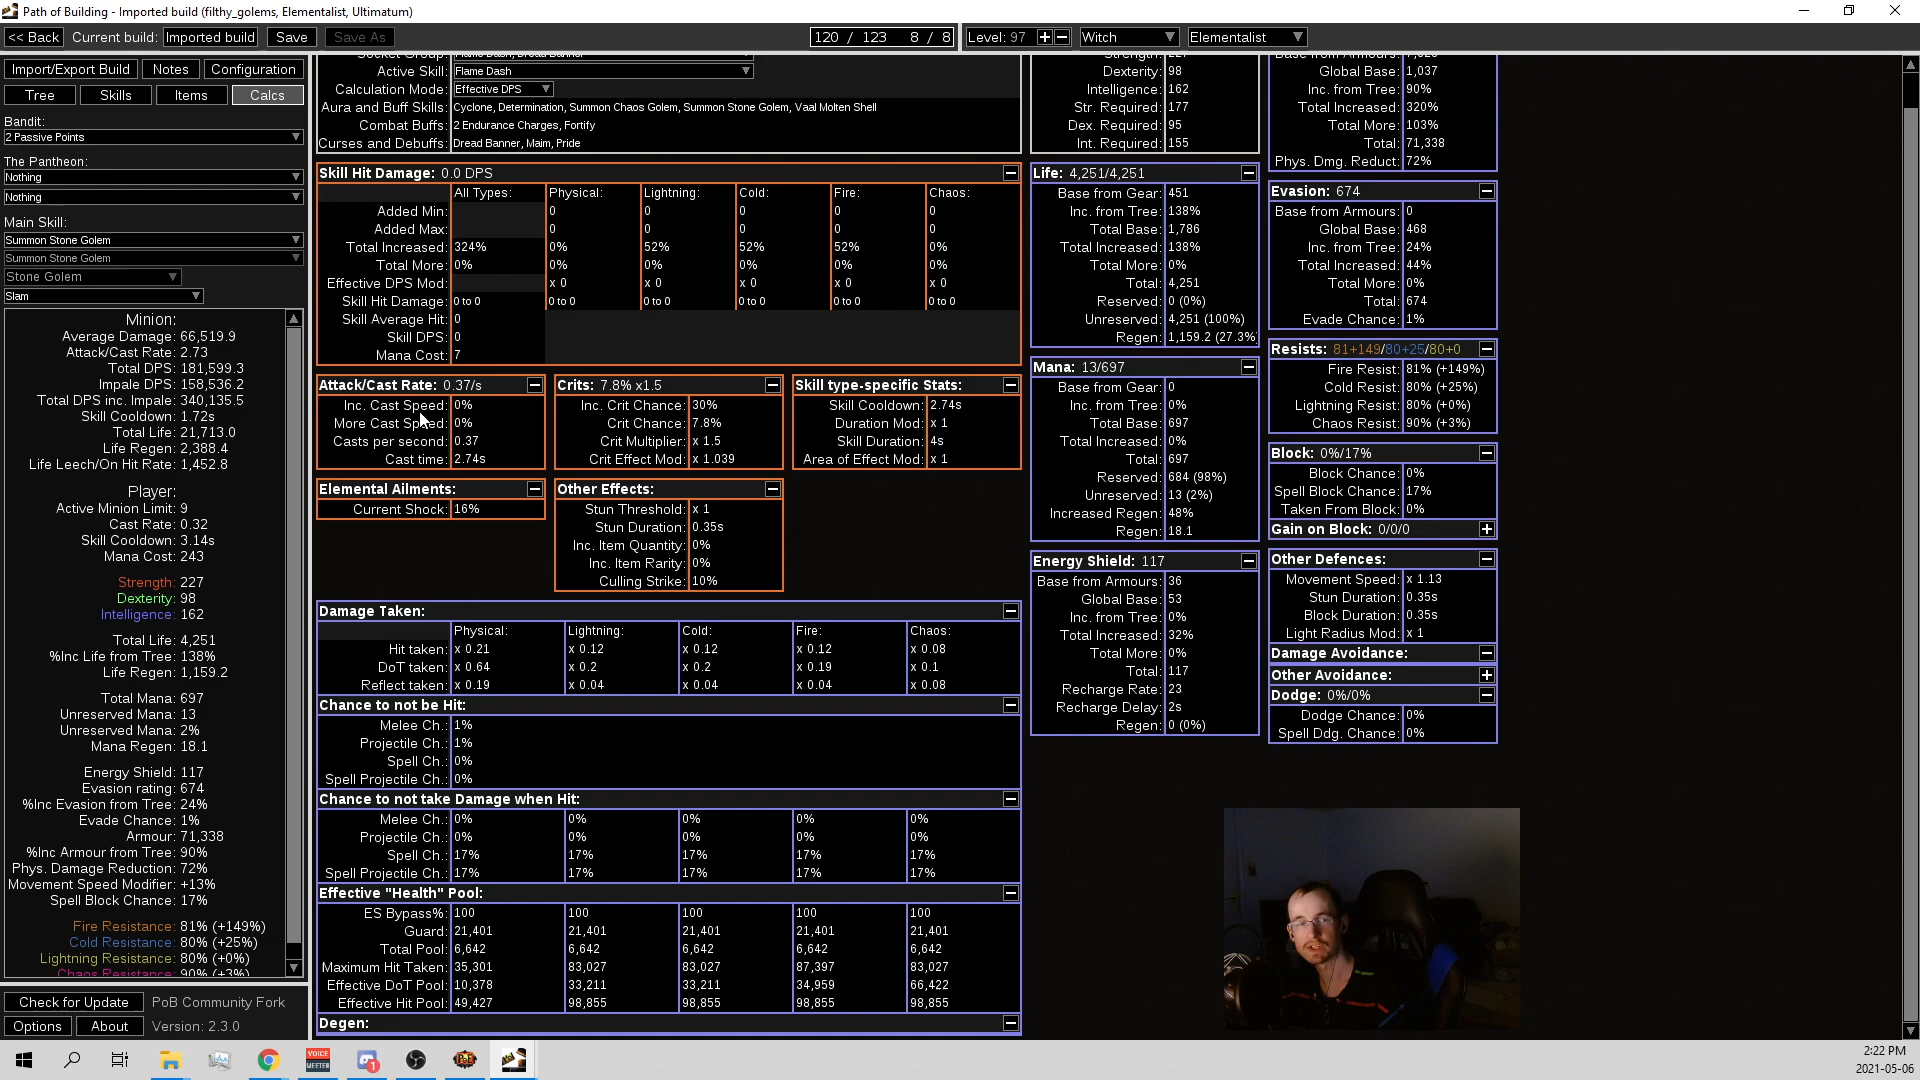 Path of Building - Imported build (filthy_golems, Elementalist, Ultimatum)
<< Back Current build: Imported build Save Save As 120 / 123 8 / 8 Level: 97 + - Witch Elementalist
Import/Export Build Notes Configuration
Tree Skills Items Calcs
Bandit:
2 Passive Points
The Pantheon:
Nothing
Nothing
Main Skill:
Summon Stone Golem
Summon Stone Golem
Stone Golem
Slam
Minion:
Average Damage: 66,519.9
Attack/Cast Rate: 2.73
Total DPS: 181,599.3
Impale DPS: 158,536.2
Total DPS inc. Impale: 340,135.5
Skill Cooldown: 1.72s
Total Life: 21,713.0
Life Regen: 2,388.4
Life Leech/On Hit Rate: 1,452.8
Player:
Active Minion Limit: 9
Cast Rate: 0.32
Skill Cooldown: 3.14s
Mana Cost: 243
Strength: 227
Dexterity: 98
Intelligence: 162
Total Life: 4,251
%Inc Life from Tree: 138%
Life Regen: 1,159.2
Total Mana: 697
Unreserved Mana: 13
Unreserved Mana: 2%
Mana Regen: 18.1
Energy Shield: 117
Evasion rating: 674
%Inc Evasion from Tree: 24%
Evade Chance: 1%
Armour: 71,338
%Inc Armour from Tree: 90%
Phys. Damage Reduction: 72%
Movement Speed Modifier: +13%
Spell Block Chance: 17%
Fire Resistance: 81% (+149%)
Cold Resistance: 80% (+25%)
Lightning Resistance: 80% (+0%)
Chaos Resistance: 90% (+3%)
Check for Update PoB Community Fork
Options About Version: 2.3.0
Socket Group: Flame Dash, Dread Banner
Active Skill: Flame Dash
Calculation Mode: Effective DPS
Aura and Buff Skills: Cyclone, Determination, Summon Chaos Golem, Summon Stone Golem, Vaal Molten Shell
Combat Buffs: 2 Endurance Charges, Fortify
Curses and Debuffs: Dread Banner, Maim, Pride
Skill Hit Damage: 0.0 DPS
All Types: Physical: Lightning: Cold: Fire: Chaos:
Added Min: 0 0 0 0 0
Added Max: 0 0 0 0 0
Total Increased: 324% 0% 52% 52% 52% 0%
Total More: 0% 0% 0% 0% 0% 0%
Effective DPS Mod: x 0 x 0 x 0 x 0 x 0
Skill Hit Damage: 0 to 0 0 to 0 0 to 0 0 to 0 0 to 0 0 to 0
Skill Average Hit: 0
Skill DPS: 0
Mana Cost: 7
Attack/Cast Rate: 0.37/s
Inc. Cast Speed: 0%
More Cast Speed: 0%
Casts per second: 0.37
Cast time: 2.74s
Crits: 7.8% x1.5
Inc. Crit Chance: 30%
Crit Chance: 7.8%
Crit Multiplier: x 1.5
Crit Effect Mod: x 1.039
Skill type-specific Stats:
Skill Cooldown: 2.74s
Duration Mod: x 1
Skill Duration: 4s
Area of Effect Mod: x 1
Elemental Ailments:
Current Shock: 16%
Other Effects:
Stun Threshold: x 1
Stun Duration: 0.35s
Inc. Item Quantity: 0%
Inc. Item Rarity: 0%
Culling Strike: 10%
Damage Taken:
Physical: Lightning: Cold: Fire: Chaos:
Hit taken: x 0.21 x 0.12 x 0.12 x 0.12 x 0.08
DoT taken: x 0.64 x 0.2 x 0.2 x 0.19 x 0.1
Reflect taken: x 0.19 x 0.04 x 0.04 x 0.04 x 0.08
Chance to not be Hit:
Melee Ch.: 1%
Projectile Ch.: 1%
Spell Ch.: 0%
Spell Projectile Ch.: 0%
Chance to not take Damage when Hit:
Melee Ch.: 0% 0% 0% 0% 0%
Projectile Ch.: 0% 0% 0% 0% 0%
Spell Ch.: 17% 17% 17% 17% 17%
Spell Projectile Ch.: 17% 17% 17% 17% 17%
Effective "Health" Pool:
ES Bypass%: 100 100 100 100 100
Guard: 21,401 21,401 21,401 21,401 21,401
Total Pool: 6,642 6,642 6,642 6,642 6,642
Maximum Hit Taken: 35,301 83,027 83,027 87,397 83,027
Effective DoT Pool: 10,378 33,211 33,211 34,959 66,422
Effective Hit Pool: 49,427 98,855 98,855 98,855 98,855
Degen:
Strength: 227
Dexterity: 98
Intelligence: 162
Str. Required: 177
Dex. Required: 95
Int. Required: 155
Life: 4,251/4,251
Base from Gear: 451
Inc. from Tree: 138%
Total Base: 1,786
Total Increased: 138%
Total More: 0%
Total: 4,251
Reserved: 0 (0%)
Unreserved: 4,251 (100%)
Regen: 1,159.2 (27.3%
Mana: 13/697
Base from Gear: 0
Inc. from Tree: 0%
Total Base: 697
Total Increased: 0%
Total: 697
Reserved: 684 (98%)
Unreserved: 13 (2%)
Increased Regen: 48%
Regen: 18.1
Energy Shield: 117
Base from Armours: 36
Global Base: 53
Inc. from Tree: 0%
Total Increased: 32%
Total More: 0%
Total: 117
Recharge Rate: 23
Recharge Delay: 2s
Regen: 0 (0%)
Base from Armours:
Global Base: 1,037
Inc. from Tree: 90%
Total Increased: 320%
Total More: 103%
Total: 71,338
Phys. Dmg. Reduct: 72%
Evasion: 674
Base from Armours: 0
Global Base: 468
Inc. from Tree: 24%
Total Increased: 44%
Total More: 0%
Total: 674
Evade Chance: 1%
Resists: 81+149/80+25/80+0
Fire Resist: 81% (+149%)
Cold Resist: 80% (+25%)
Lightning Resist: 80% (+0%)
Chaos Resist: 90% (+3%)
Block: 0%/17%
Block Chance: 0%
Spell Block Chance: 17%
Taken From Block: 0%
Gain on Block: 0/0/0
Other Defences:
Movement Speed: x 1.13
Stun Duration: 0.35s
Block Duration: 0.35s
Light Radius Mod: x 1
Damage Avoidance:
Other Avoidance:
Dodge: 0%/0%
Dodge Chance: 0%
Spell Ddg. Chance: 0%
VOICE
MEETER
1
PoE
2:22 PM
2021-05-06